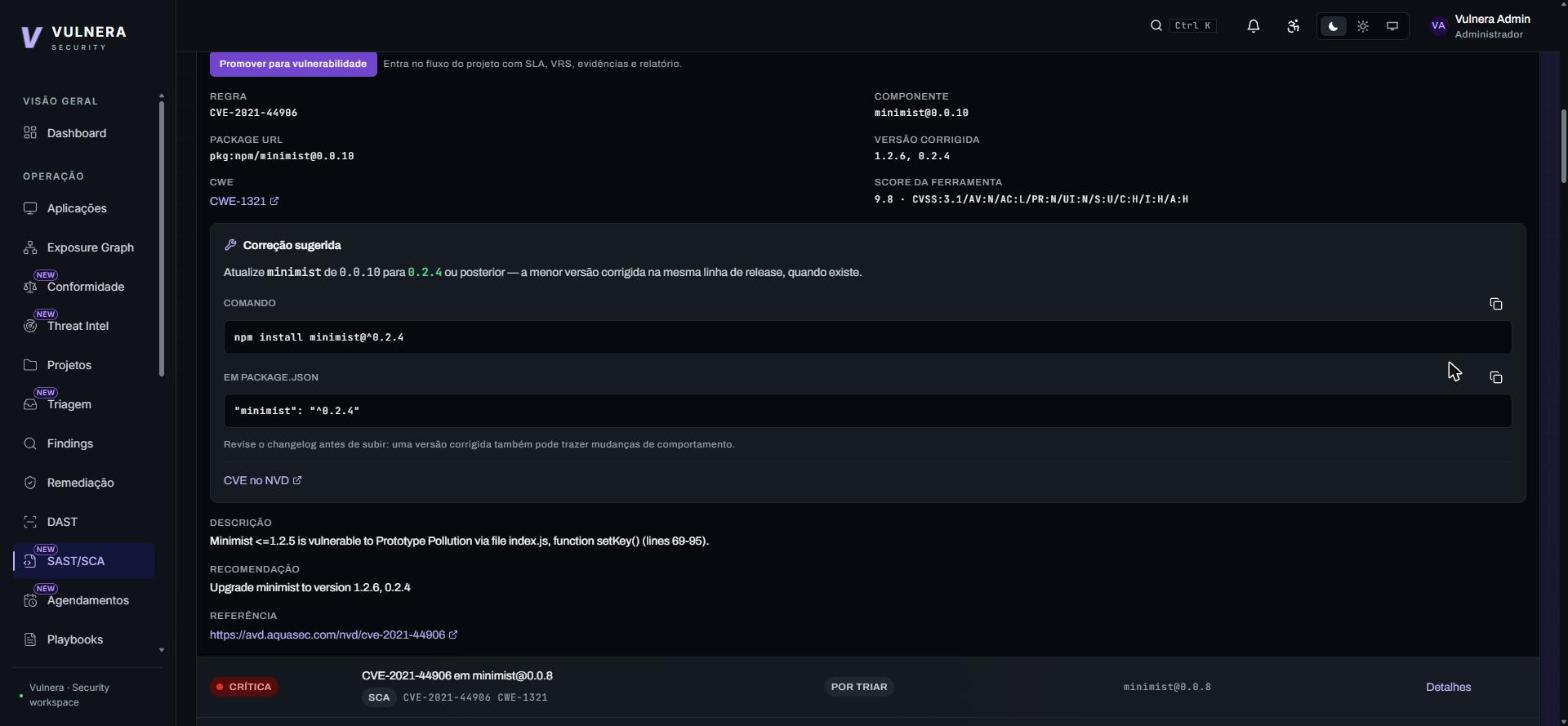 VULNERA
SECURITY
Ctrl K
VA
Vulnera Admin
Administrador
VISÃO GERAL
Dashboard
OPERAÇÃO
Aplicações
Exposure Graph
NEW
Conformidade
NEW
Threat Intel
Projetos
NEW
Triagem
Findings
Remediação
DAST
NEW
SAST/SCA
NEW
Agendamentos
Playbooks
Vulnera · Security
workspace
Promover para vulnerabilidade Entra no fluxo do projeto com SLA, VRS, evidências e relatório.
REGRA
CVE-2021-44906
COMPONENTE
minimist@0.0.10
PACKAGE URL
pkg:npm/minimist@0.0.10
VERSÃO CORRIGIDA
1.2.6, 0.2.4
CWE
CWE-1321
SCORE DA FERRAMENTA
9.8 · CVSS:3.1/AV:N/AC:L/PR:N/UI:N/S:U/C:H/I:H/A:H
Correção sugerida
Atualize minimist de 0.0.10 para 0.2.4 ou posterior — a menor versão corrigida na mesma linha de release, quando existe.
COMANDO
npm install minimist@^0.2.4
EM PACKAGE.JSON
"minimist": "^0.2.4"
Revise o changelog antes de subir: uma versão corrigida também pode trazer mudanças de comportamento.
CVE no NVD
DESCRIÇÃO
Minimist <=1.2.5 is vulnerable to Prototype Pollution via file index.js, function setKey() (lines 69-95).
RECOMENDAÇÃO
Upgrade minimist to version 1.2.6, 0.2.4
REFERÊNCIA
https://avd.aquasec.com/nvd/cve-2021-44906
CRÍTICA
CVE-2021-44906 em minimist@0.0.8
SCA CVE-2021-44906 CWE-1321
POR TRIAR
minimist@0.0.8
Detalhes